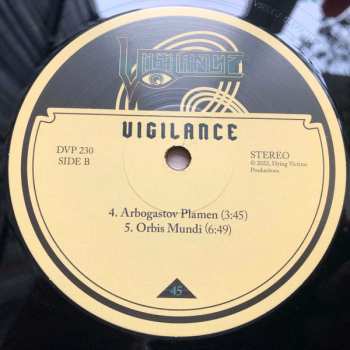 VIGILANCE
VIGILANCE
DVP 230
SIDE B
STEREO
© 2022, Dying Victims
Productions.
4. Arbogastov Plamen (3:45)
5. Orbis Mundi (6:49)
45